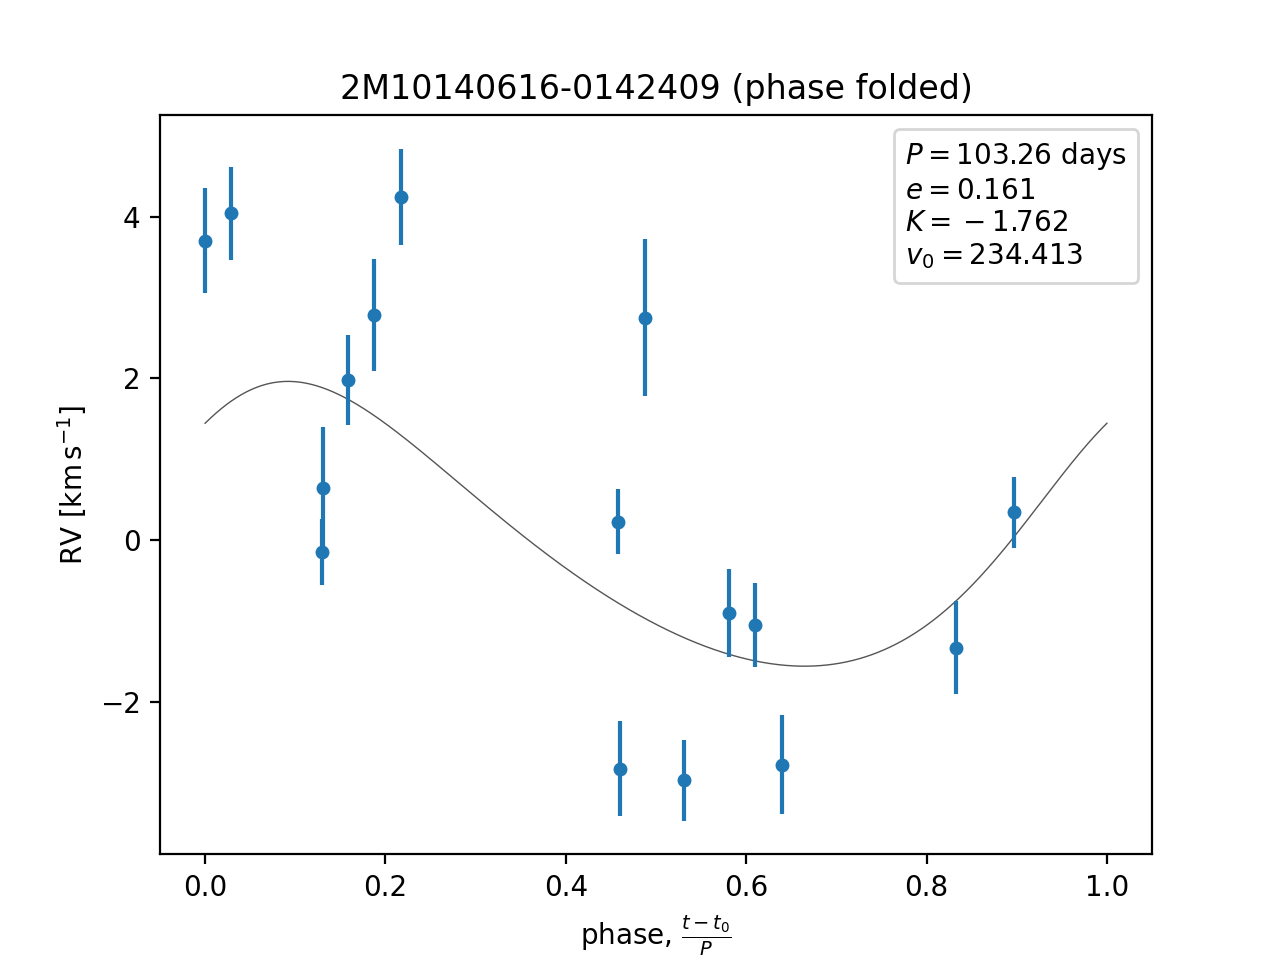 2M10140616-0142409 (phase folded)
P = 103.26 days
e = 0.161
K = −1.762
v₀ = 234.413
4
2
0
−2
RV [km s⁻¹]
0.0 0.2 0.4 0.6 0.8 1.0
phase, (t − t₀)/P